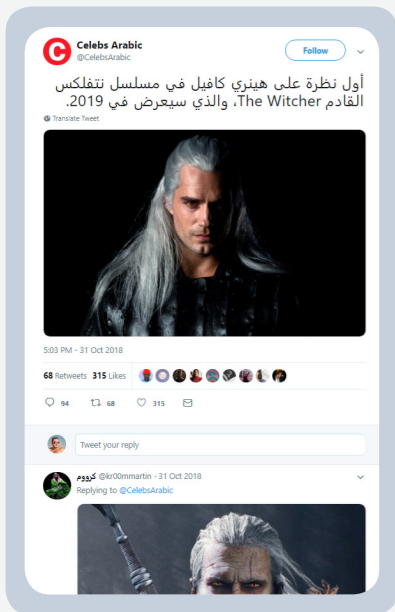 Celebs Arabic
@CelebsArabic
Follow
أول نظرة على هينري كافيل في مسلسل نتفلكس
القادم The Witcher، والذي سيعرض في 2019.
Translate Tweet
5:03 PM - 31 Oct 2018
68 Retweets 315 Likes
94 68 315
Tweet your reply
كرووم @kr00mmartin · 31 Oct 2018
Replying to @CelebsArabic